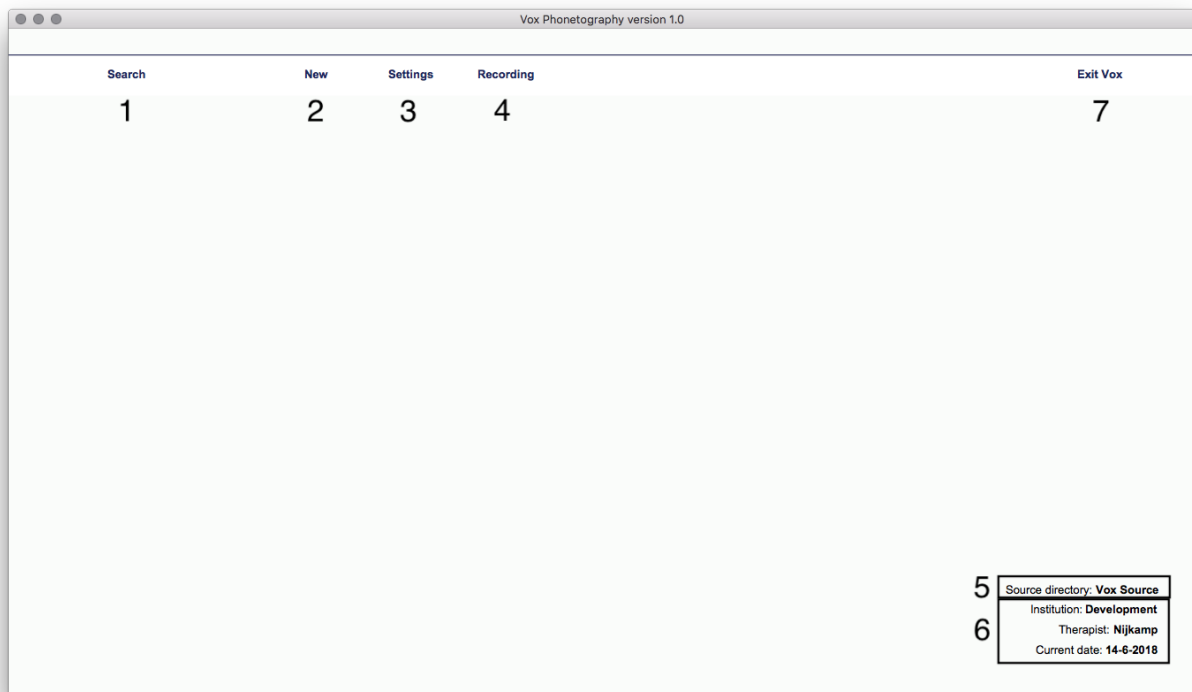 Vox Phonetography version 1.0
Search New Settings Recording Exit Vox
1 2 3 4 7
5 Source directory: Vox Source
Institution: Development
6 Therapist: Nijkamp
Current date: 14-6-2018